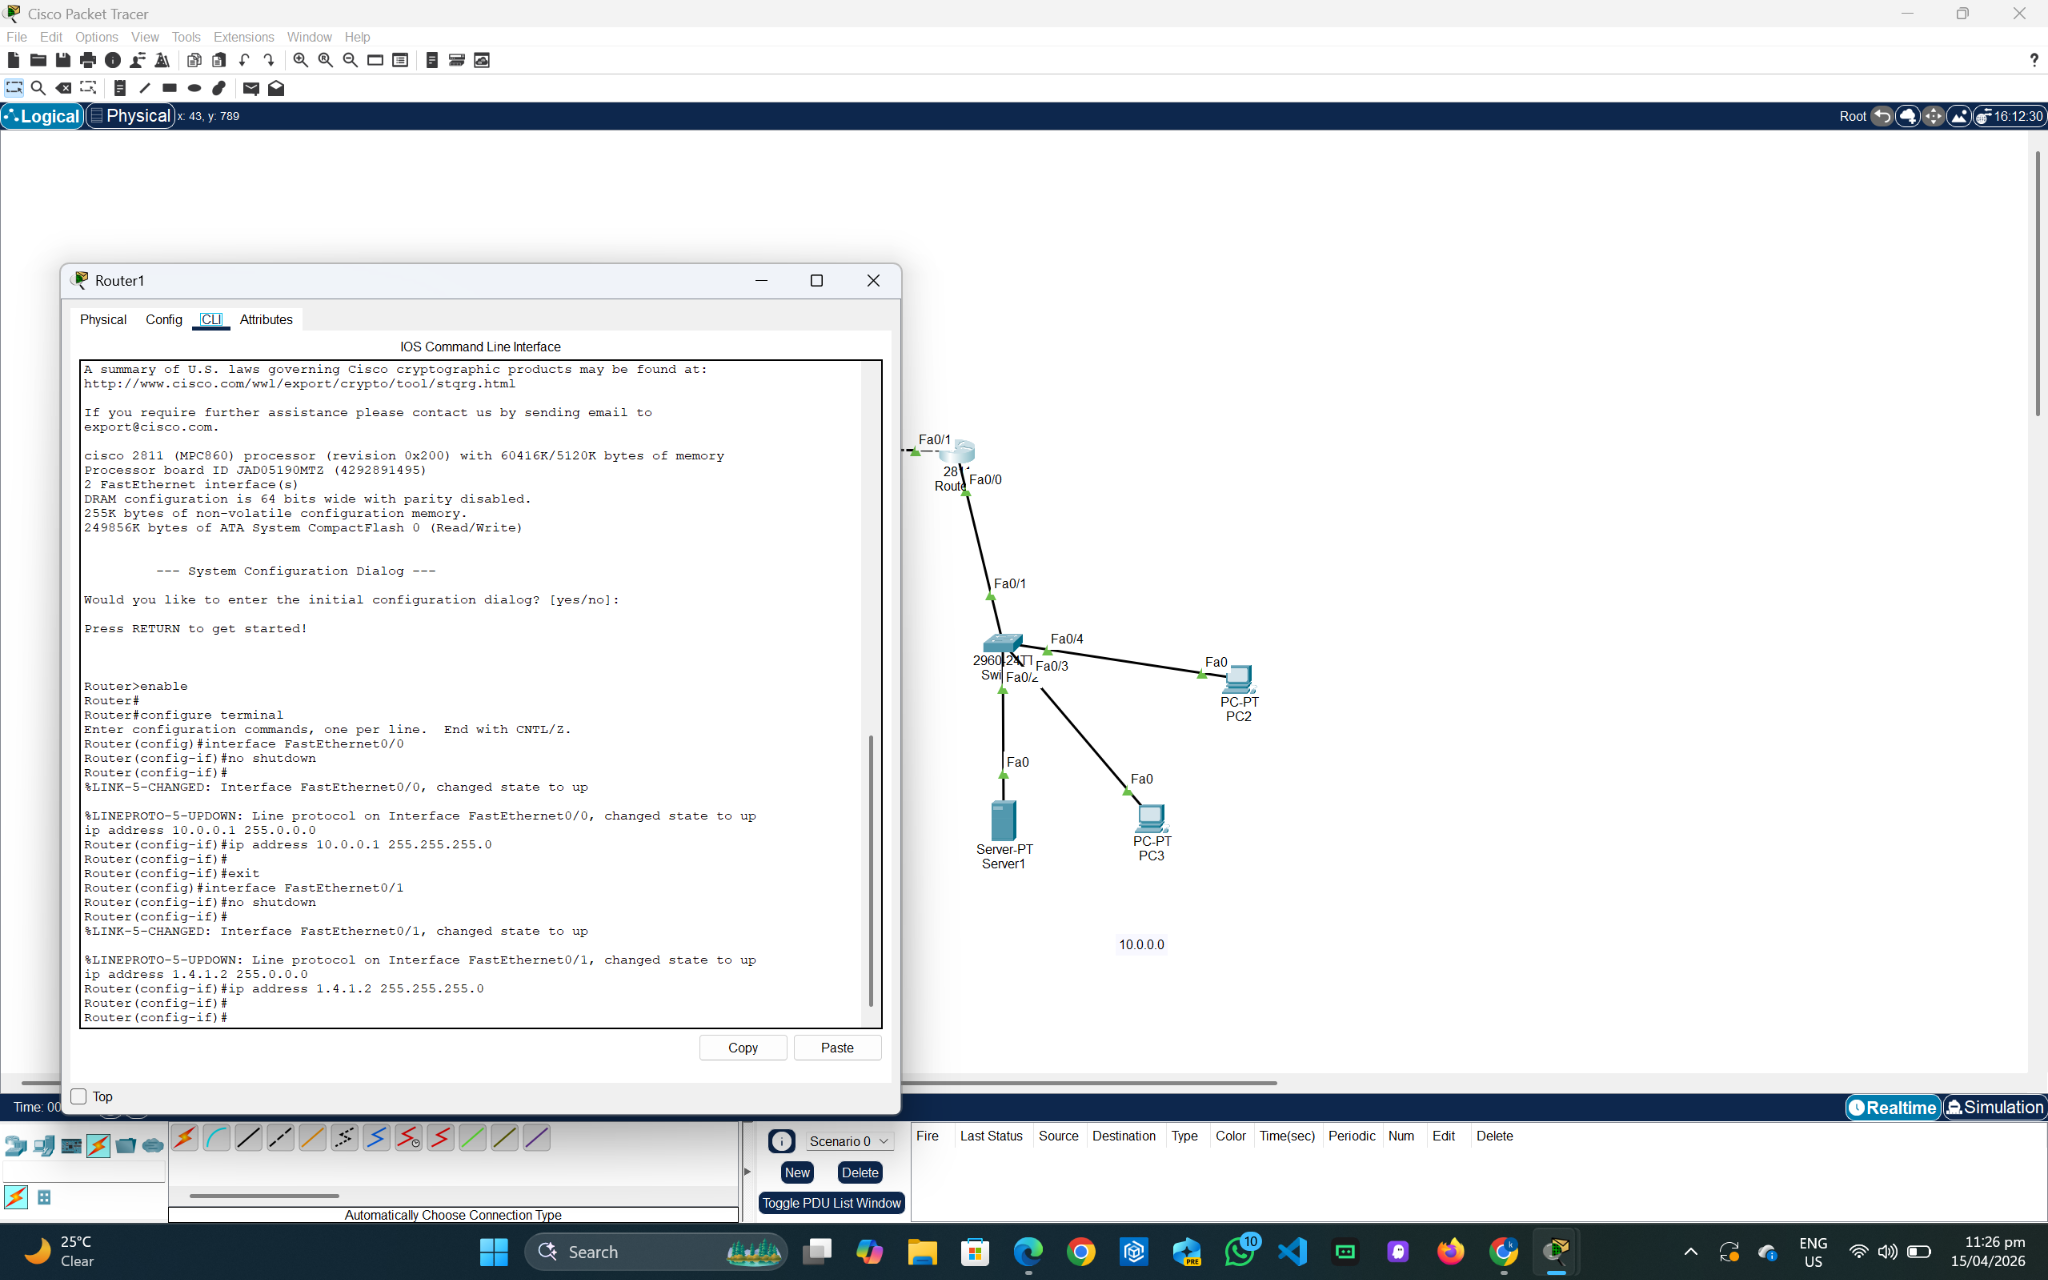 Cisco Packet Tracer
File Edit Options View Tools Extensions Window Help
?
Logical Physical x: 43, y: 789
Root 16:12:30
Router1
Physical Config CLI Attributes
IOS Command Line Interface
A summary of U.S. laws governing Cisco cryptographic products may be found at:
http://www.cisco.com/wwl/export/crypto/tool/stqrg.html
If you require further assistance please contact us by sending email to
export@cisco.com.
cisco 2811 (MPC860) processor (revision 0x200) with 60416K/5120K bytes of memory
Processor board ID JAD05190MTZ (4292891495)
2 FastEthernet interface(s)
DRAM configuration is 64 bits wide with parity disabled.
255K bytes of non-volatile configuration memory.
249856K bytes of ATA System CompactFlash 0 (Read/Write)
--- System Configuration Dialog ---
Would you like to enter the initial configuration dialog? [yes/no]:
Press RETURN to get started!
Router>enable
Router#
Router#configure terminal
Enter configuration commands, one per line.  End with CNTL/Z.
Router(config)#interface FastEthernet0/0
Router(config-if)#no shutdown
Router(config-if)#
%LINK-5-CHANGED: Interface FastEthernet0/0, changed state to up
%LINEPROTO-5-UPDOWN: Line protocol on Interface FastEthernet0/0, changed state to up
ip address 10.0.0.1 255.0.0.0
Router(config-if)#ip address 10.0.0.1 255.255.255.0
Router(config-if)#
Router(config-if)#exit
Router(config)#interface FastEthernet0/1
Router(config-if)#no shutdown
Router(config-if)#
%LINK-5-CHANGED: Interface FastEthernet0/1, changed state to up
%LINEPROTO-5-UPDOWN: Line protocol on Interface FastEthernet0/1, changed state to up
ip address 1.4.1.2 255.0.0.0
Router(config-if)#ip address 1.4.1.2 255.255.255.0
Router(config-if)#
Router(config-if)#
Copy Paste
Top
Fa0/1
28
Route
Fa0/0
Fa0/1
Fa0/4
2960-24TT
Fa0/3
Swi Fa0/2
Fa0
PC-PT
PC2
Fa0
Fa0
Server-PT
Server1
PC-PT
PC3
10.0.0.0
Time: 00
Realtime Simulation
Scenario 0
New Delete
Toggle PDU List Window
Fire Last Status Source Destination Type Color Time(sec) Periodic Num Edit Delete
Automatically Choose Connection Type
25°C
Clear
Search
PRE
10
ENG
US
11:26 pm
15/04/2026